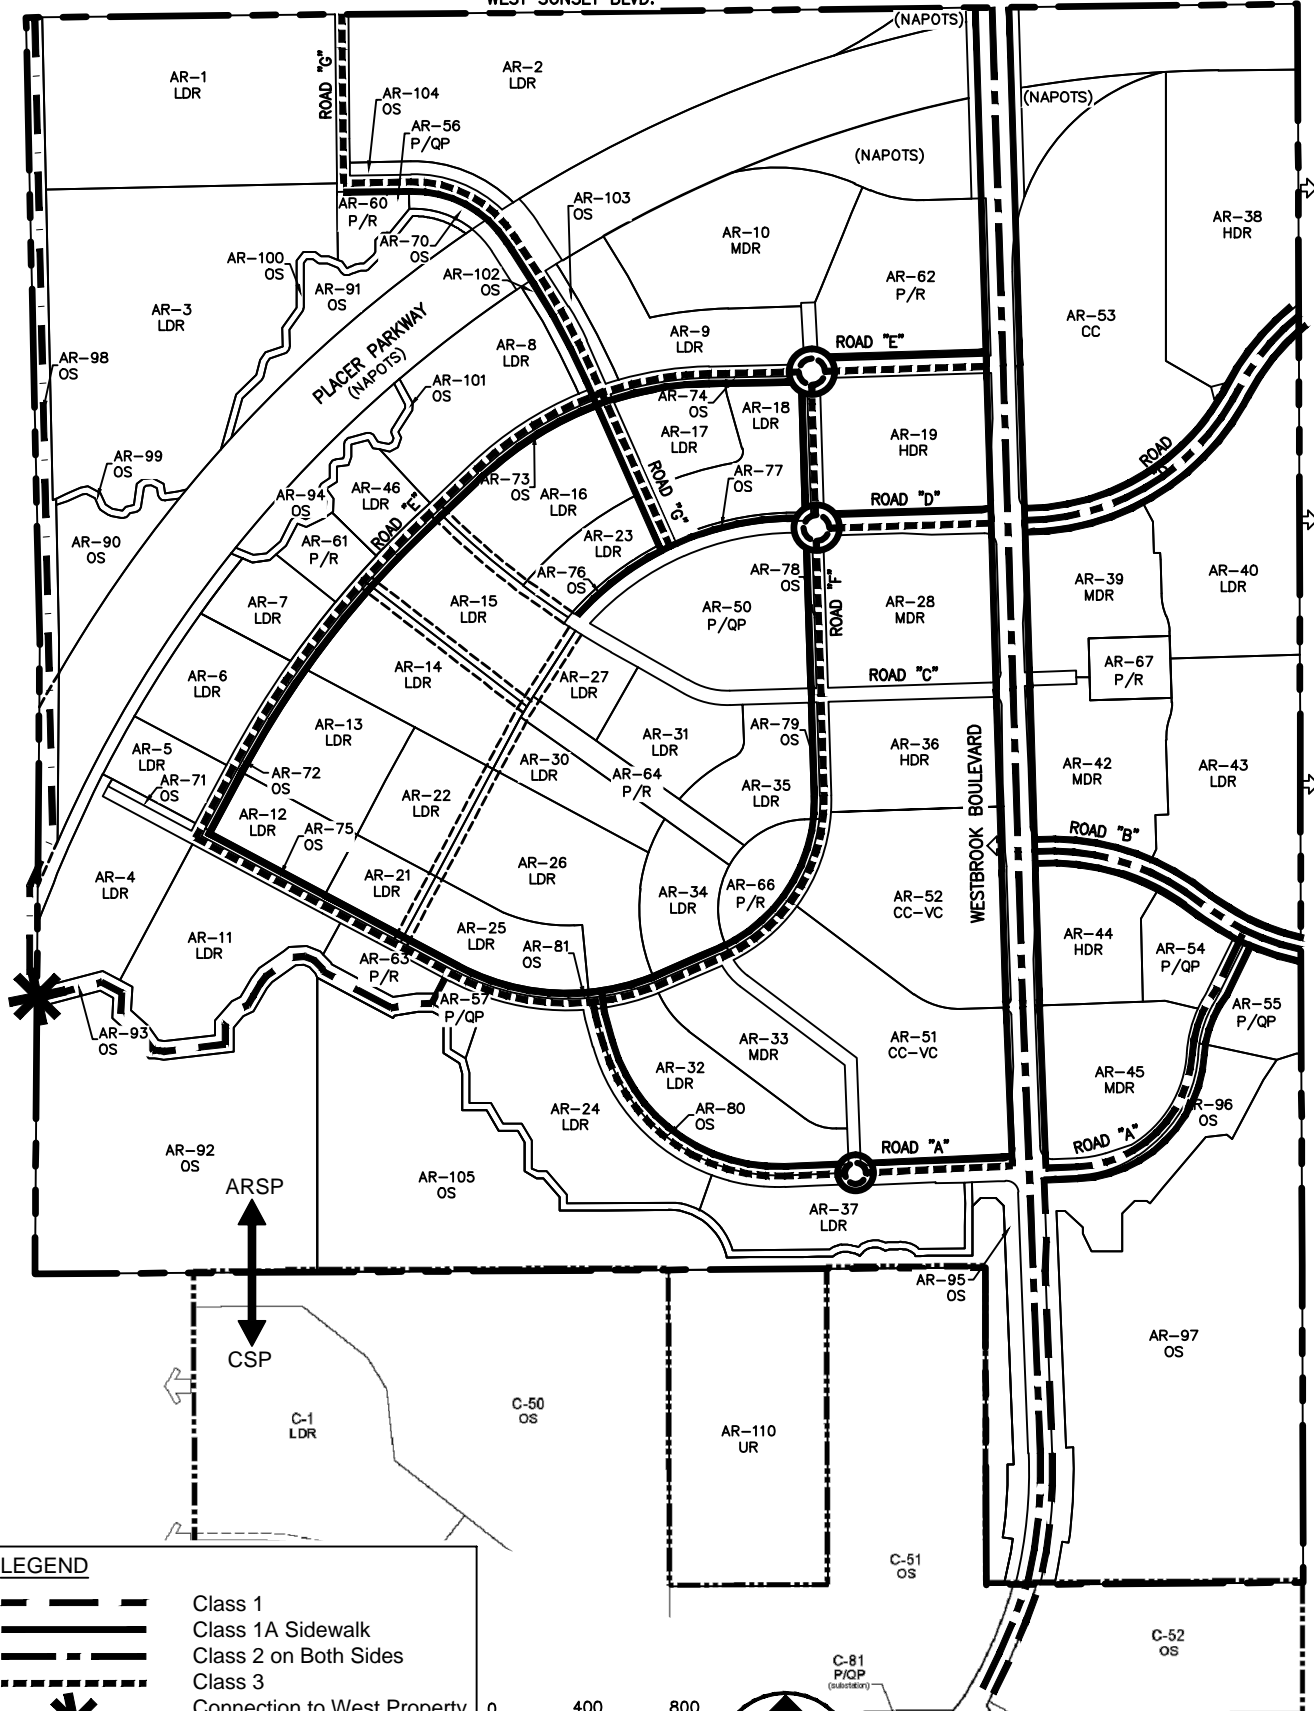 WEST SUNSET BLVD.
(NAPOTS)
AR-1
LDR
ROAD "G"
AR-2
LDR
AR-104
OS
AR-56
P/QP
(NAPOTS)
(NAPOTS)
AR-60
P/R
AR-103
OS
AR-70
OS
AR-10
MDR
AR-38
HDR
AR-100
OS
AR-102
OS
AR-91
OS
AR-62
P/R
AR-3
LDR
PLACER PARKWAY
(NAPOTS)
AR-8
LDR
AR-9
LDR
ROAD "E"
AR-53
CC
AR-98
OS
AR-101
OS
AR-74
OS
AR-18
LDR
AR-17
LDR
AR-19
HDR
ROAD
AR-99
OS
AR-73
OS
AR-77
OS
AR-46
LDR
AR-94
OS
AR-16
LDR
ROAD "G"
ROAD "D"
ROAD "E"
AR-90
OS
AR-61
P/R
AR-23
LDR
AR-76
OS
AR-78
OS
AR-39
MDR
AR-40
LDR
AR-7
LDR
AR-15
LDR
AR-50
P/QP
ROAD "F"
AR-28
MDR
AR-14
LDR
AR-27
LDR
ROAD "C"
AR-67
P/R
AR-6
LDR
AR-13
LDR
AR-31
LDR
AR-79
OS
AR-36
HDR
WESTBROOK BOULEVARD
AR-5
LDR
AR-71
OS
AR-72
OS
AR-30
LDR
AR-64
P/R
AR-35
LDR
AR-42
MDR
AR-43
LDR
AR-12
LDR
AR-22
LDR
AR-75
OS
ROAD "B"
AR-4
LDR
AR-21
LDR
AR-26
LDR
AR-34
LDR
AR-66
P/R
AR-52
CC-VC
AR-11
LDR
AR-25
LDR
AR-81
OS
AR-44
HDR
AR-54
P/QP
AR-63
P/R
AR-57
P/QP
AR-55
P/QP
AR-93
OS
AR-33
MDR
AR-51
CC-VC
AR-32
LDR
AR-45
MDR
AR-24
LDR
AR-80
OS
R-96
OS
AR-92
OS
AR-105
OS
ROAD "A"
ROAD "A"
ARSP
AR-37
LDR
AR-95
OS
CSP
AR-97
OS
C-1
LDR
C-50
OS
AR-110
UR
C-51
OS
LEGEND
Class 1
Class 1A Sidewalk
Class 2 on Both Sides
Class 3
Connection to West Property
0 400 800
C-81
P/QP
(substation)
C-52
OS